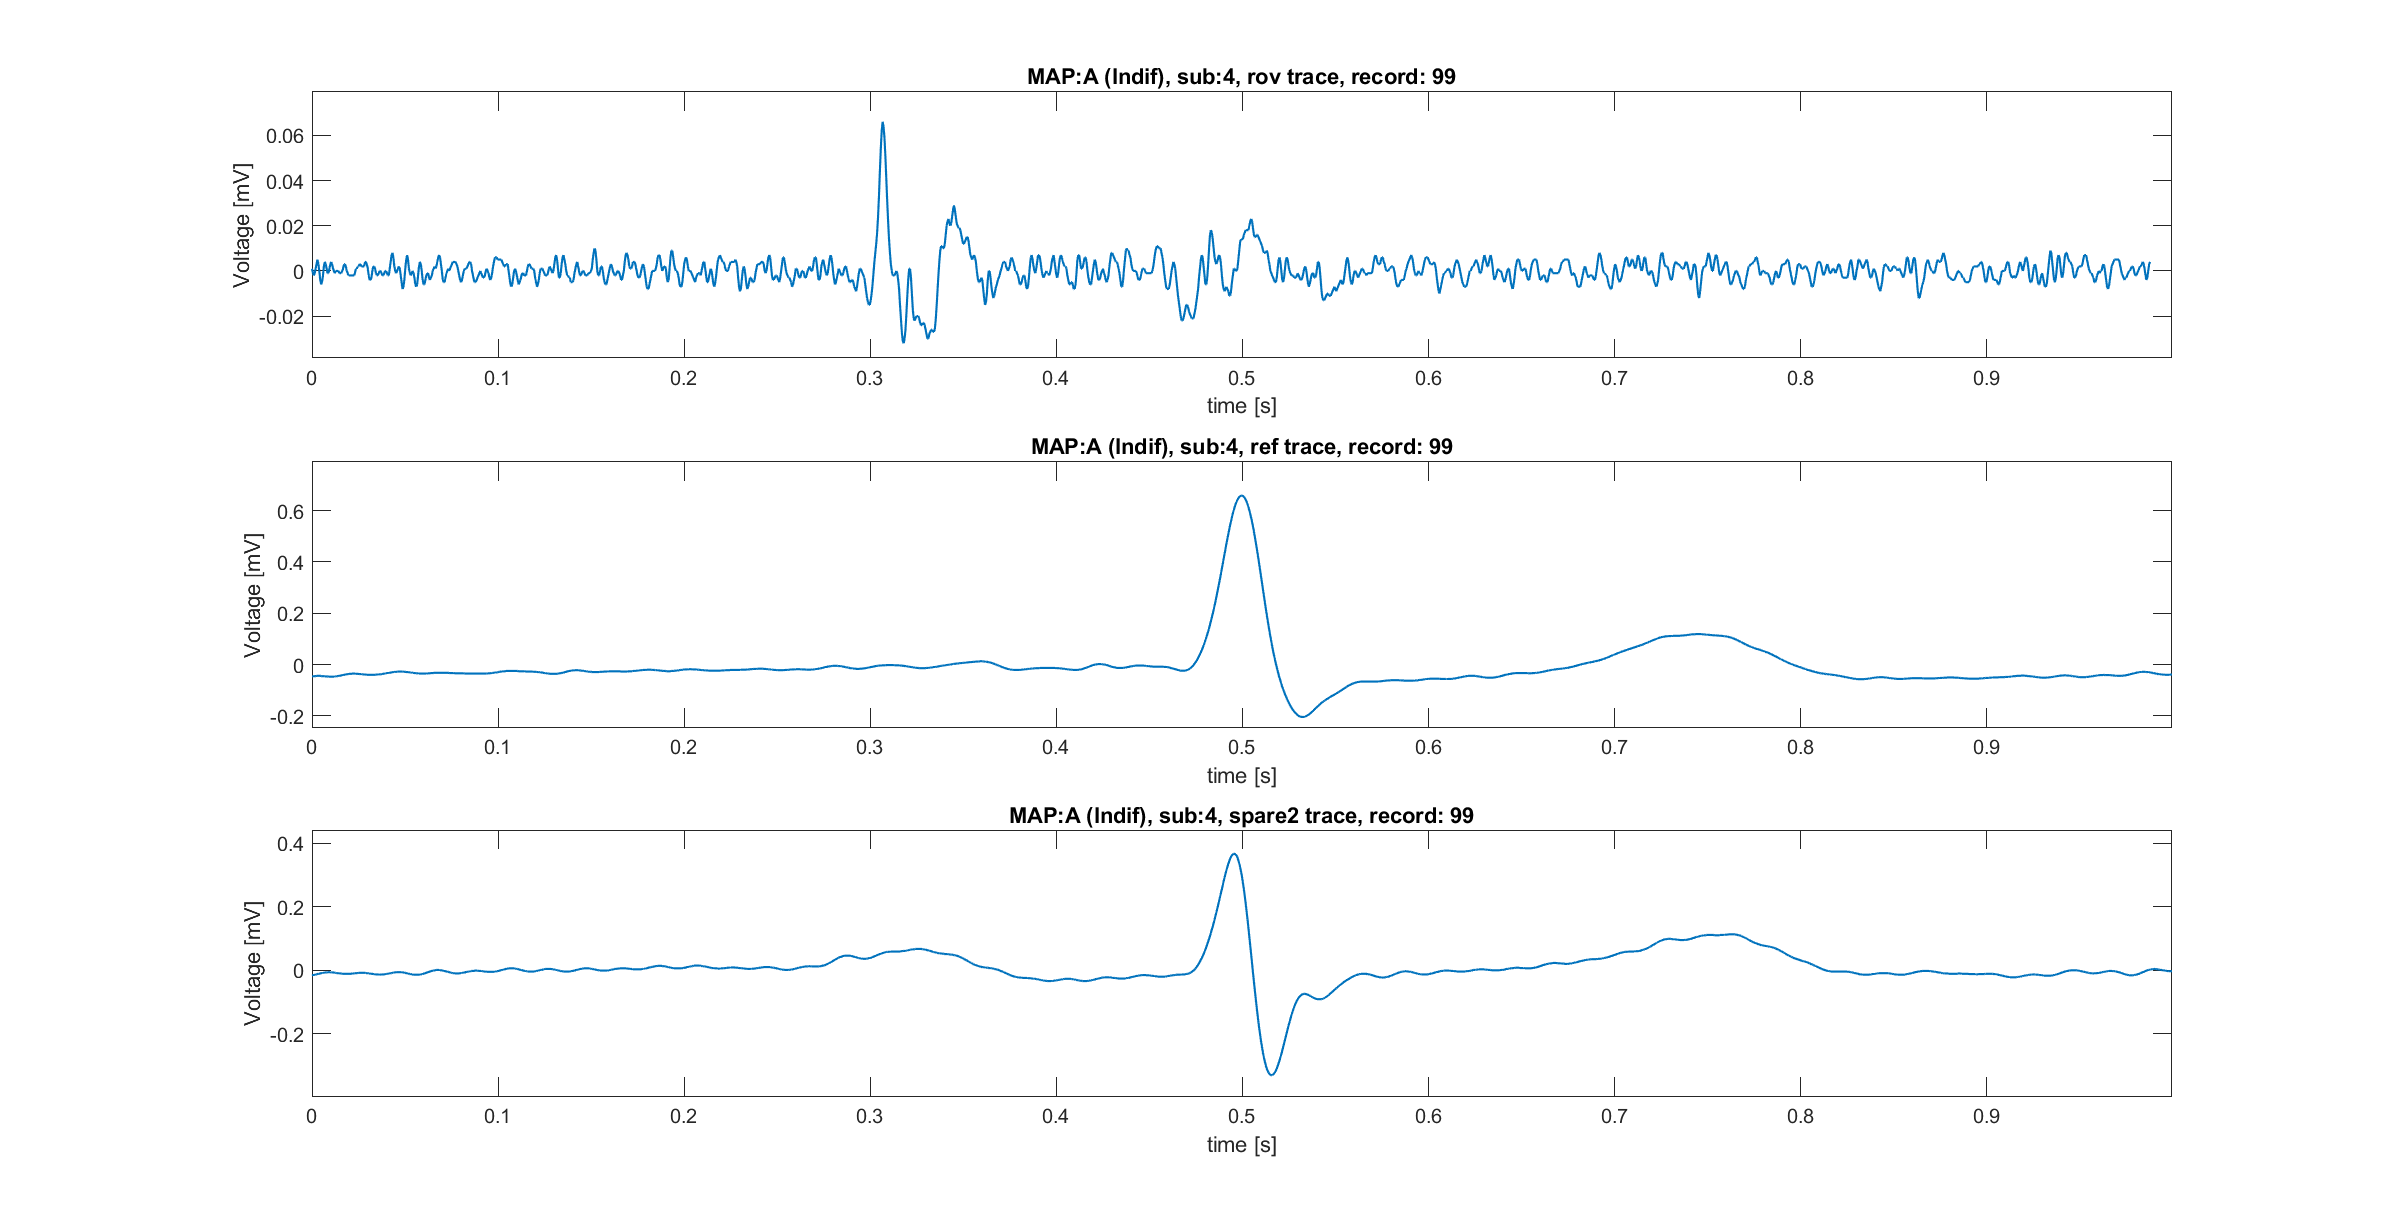 MAP:A (Indif), sub:4, rov trace, record: 99
Voltage [mV]
0.06
0.04
0.02
0
-0.02
0 0.1 0.2 0.3 0.4 0.5 0.6 0.7 0.8 0.9
time [s]
MAP:A (Indif), sub:4, ref trace, record: 99
Voltage [mV]
0.6
0.4
0.2
0
-0.2
0 0.1 0.2 0.3 0.4 0.5 0.6 0.7 0.8 0.9
time [s]
MAP:A (Indif), sub:4, spare2 trace, record: 99
Voltage [mV]
0.4
0.2
0
-0.2
0 0.1 0.2 0.3 0.4 0.5 0.6 0.7 0.8 0.9
time [s]